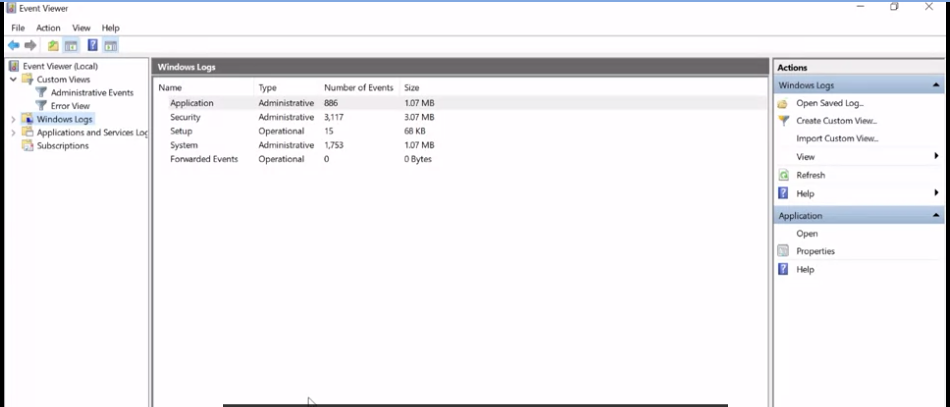 Event Viewer
File Action View Help
Event Viewer (Local)
Custom Views
Administrative Events
Error View
Windows Logs
Applications and Services Log
Subscriptions
Windows Logs
Name Type Number of Events Size
Application Administrative 886 1.07 MB
Security Administrative 3,117 3.07 MB
Setup Operational 15 68 KB
System Administrative 1,753 1.07 MB
Forwarded Events Operational 0 0 Bytes
Actions
Windows Logs
Open Saved Log...
Create Custom View...
Import Custom View...
View
Refresh
Help
Application
Open
Properties
Help